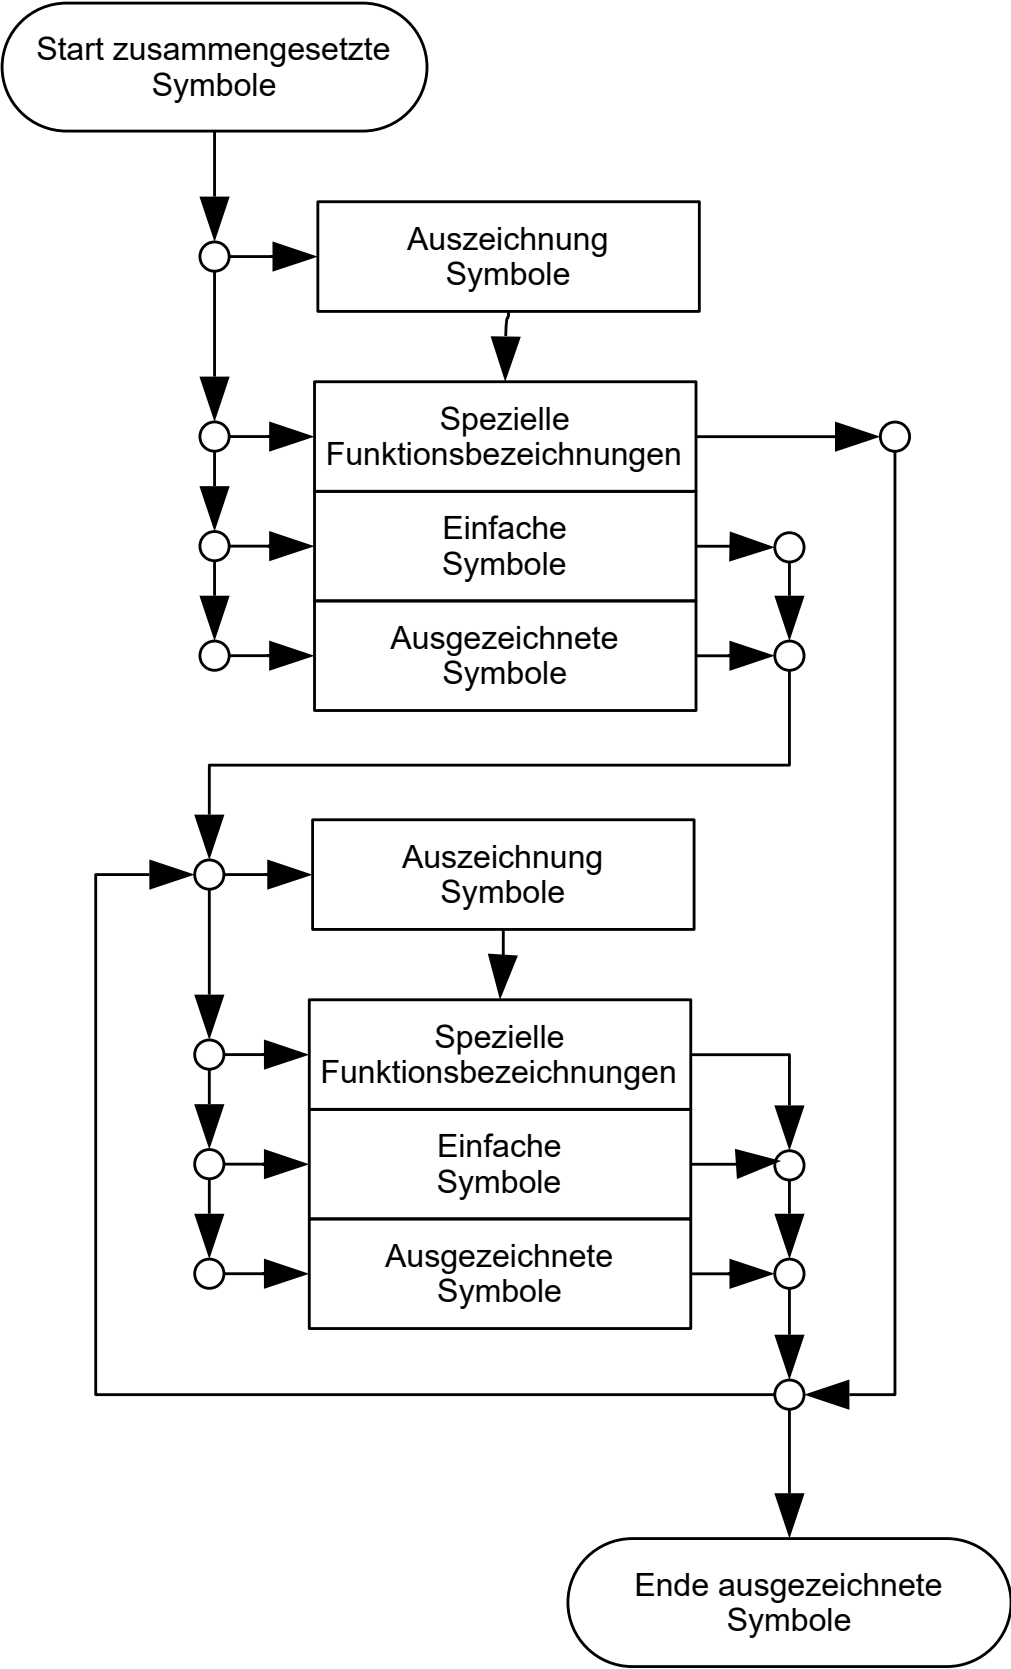 Start zusammengesetzte
Symbole
Auszeichnung
Symbole
Spezielle
Funktionsbezeichnungen
Einfache
Symbole
Ausgezeichnete
Symbole
Auszeichnung
Symbole
Spezielle
Funktionsbezeichnungen
Einfache
Symbole
Ausgezeichnete
Symbole
Ende ausgezeichnete
Symbole